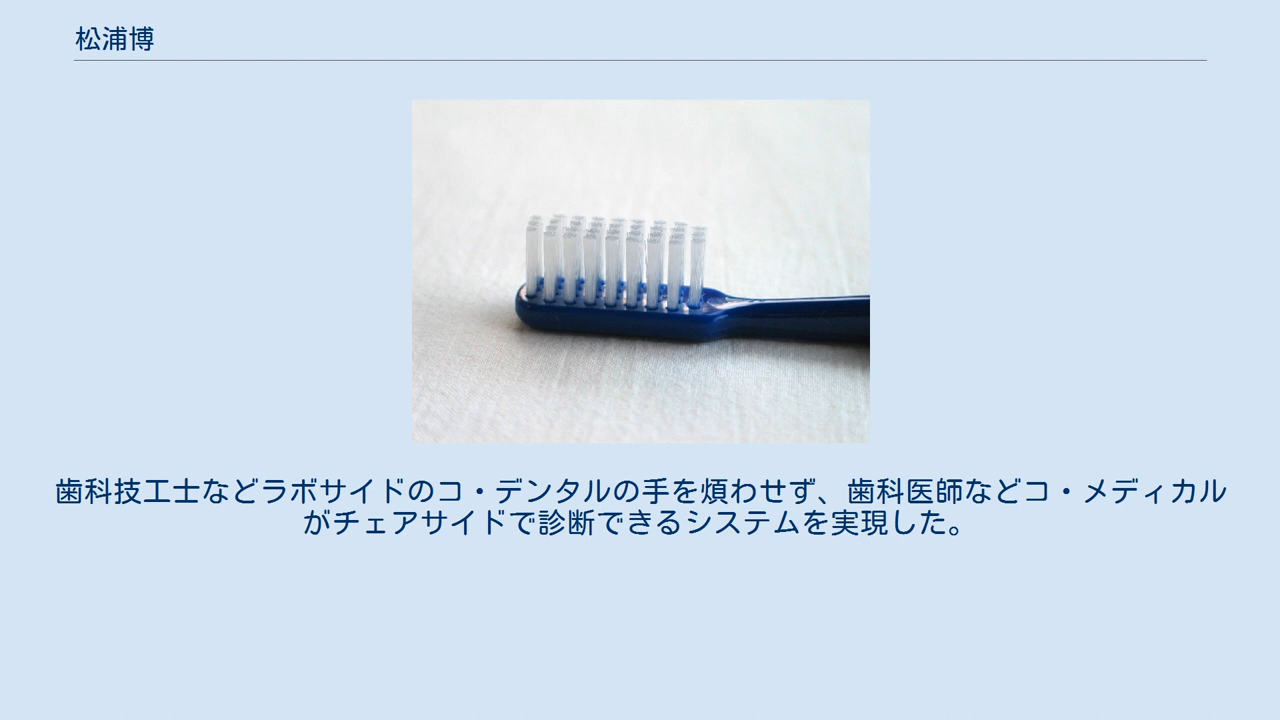 松浦博
歯科技工士などラボサイドのコ・デンタルの手を煩わせず、歯科医師などコ・メディカル
がチェアサイドで診断できるシステムを実現した。